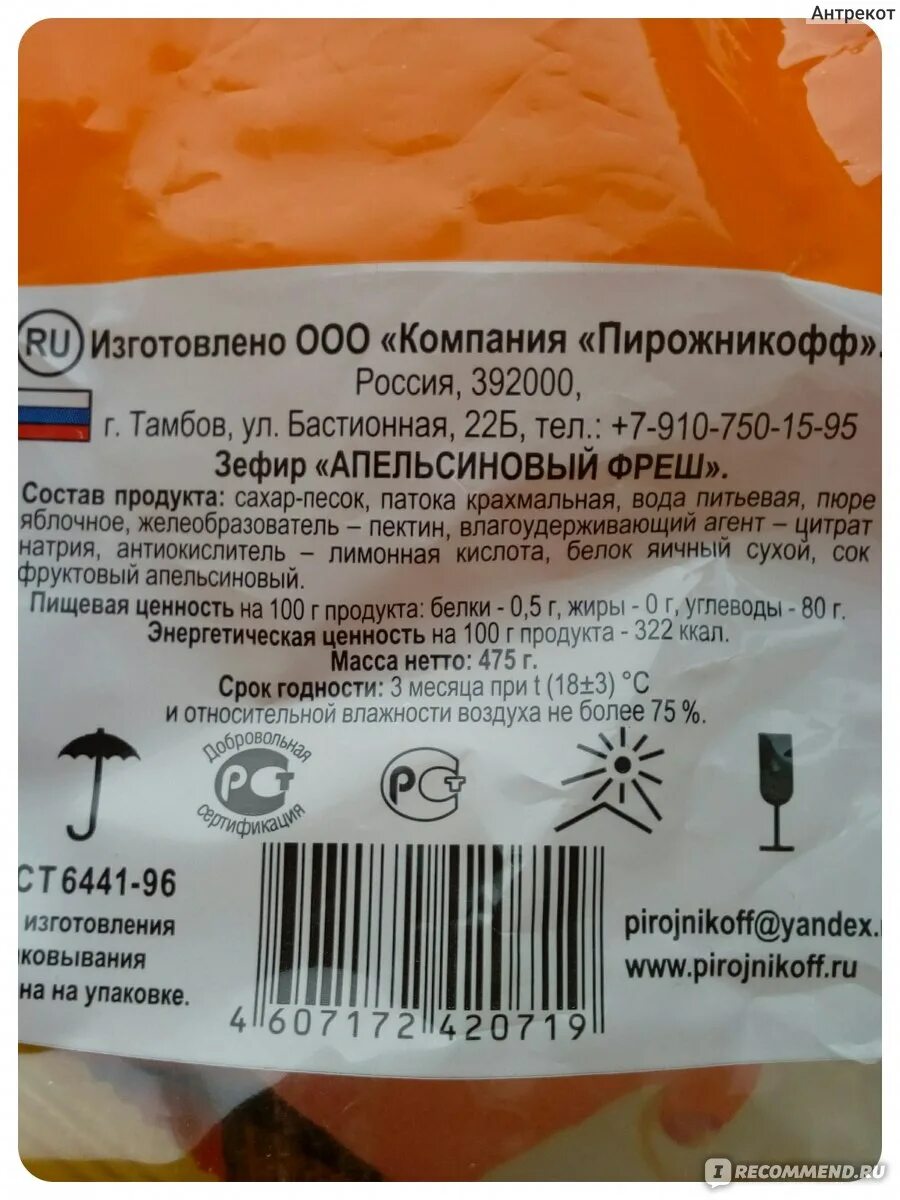 Антрекот
RU Изготовлено ООО «Компания «Пирожникофф».
Россия, 392000,
г. Тамбов, ул. Бастионная, 22Б, тел.: +7-910-750-15-95
Зефир «АПЕЛЬСИНОВЫЙ ФРЕШ».
Состав продукта: сахар-песок, патока крахмальная, вода питьевая, пюре
яблочное, желеобразователь – пектин, влагоудерживающий агент – цитрат
натрия, антиокислитель – лимонная кислота, белок яичный сухой, сок
фруктовый апельсиновый.
Пищевая ценность на 100 г продукта: белки - 0,5 г, жиры - 0 г, углеводы - 80 г.
Энергетическая ценность на 100 г продукта - 322 ккал.
Масса нетто: 475 г.
Срок годности: 3 месяца при t (18±3) °С
и относительной влажности воздуха не более 75 %.
Добровольная
РСТ
сертификация
РСТ
СТ 6441-96
изготовления
ковывания
на на упаковке.
4 607172 420719
pirojnikoff@yandex.
www.pirojnikoff.ru
I RECOMMEND.RU